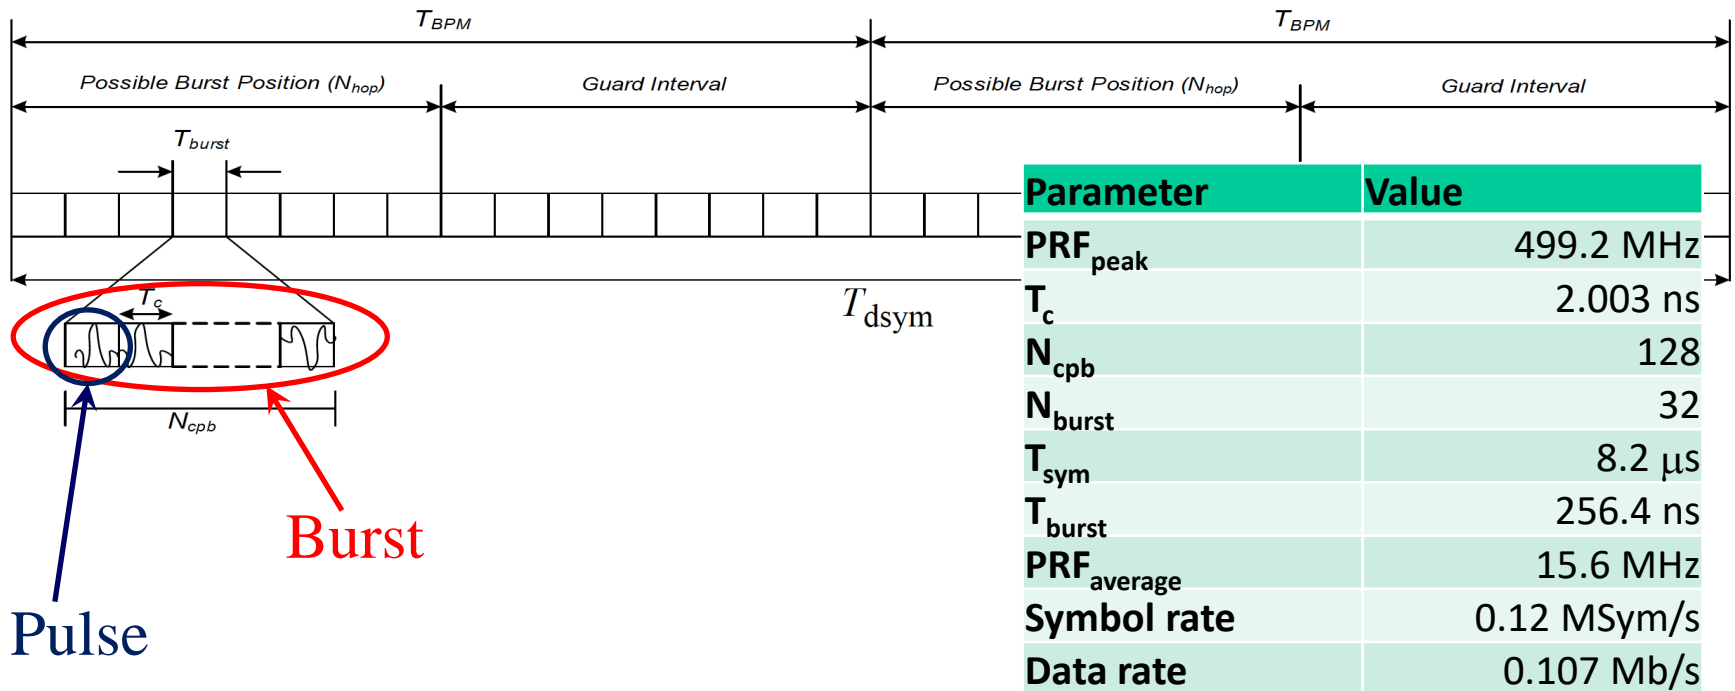 T_BPM T_BPM
Possible Burst Position (N_hop) Guard Interval Possible Burst Position (N_hop) Guard Interval
T_burst
T_c
N_cpb
T_dsym
Burst
Pulse
Parameter Value
PRF_peak 499.2 MHz
T_c 2.003 ns
N_cpb 128
N_burst 32
T_sym 8.2 μs
T_burst 256.4 ns
PRF_average 15.6 MHz
Symbol rate 0.12 MSym/s
Data rate 0.107 Mb/s